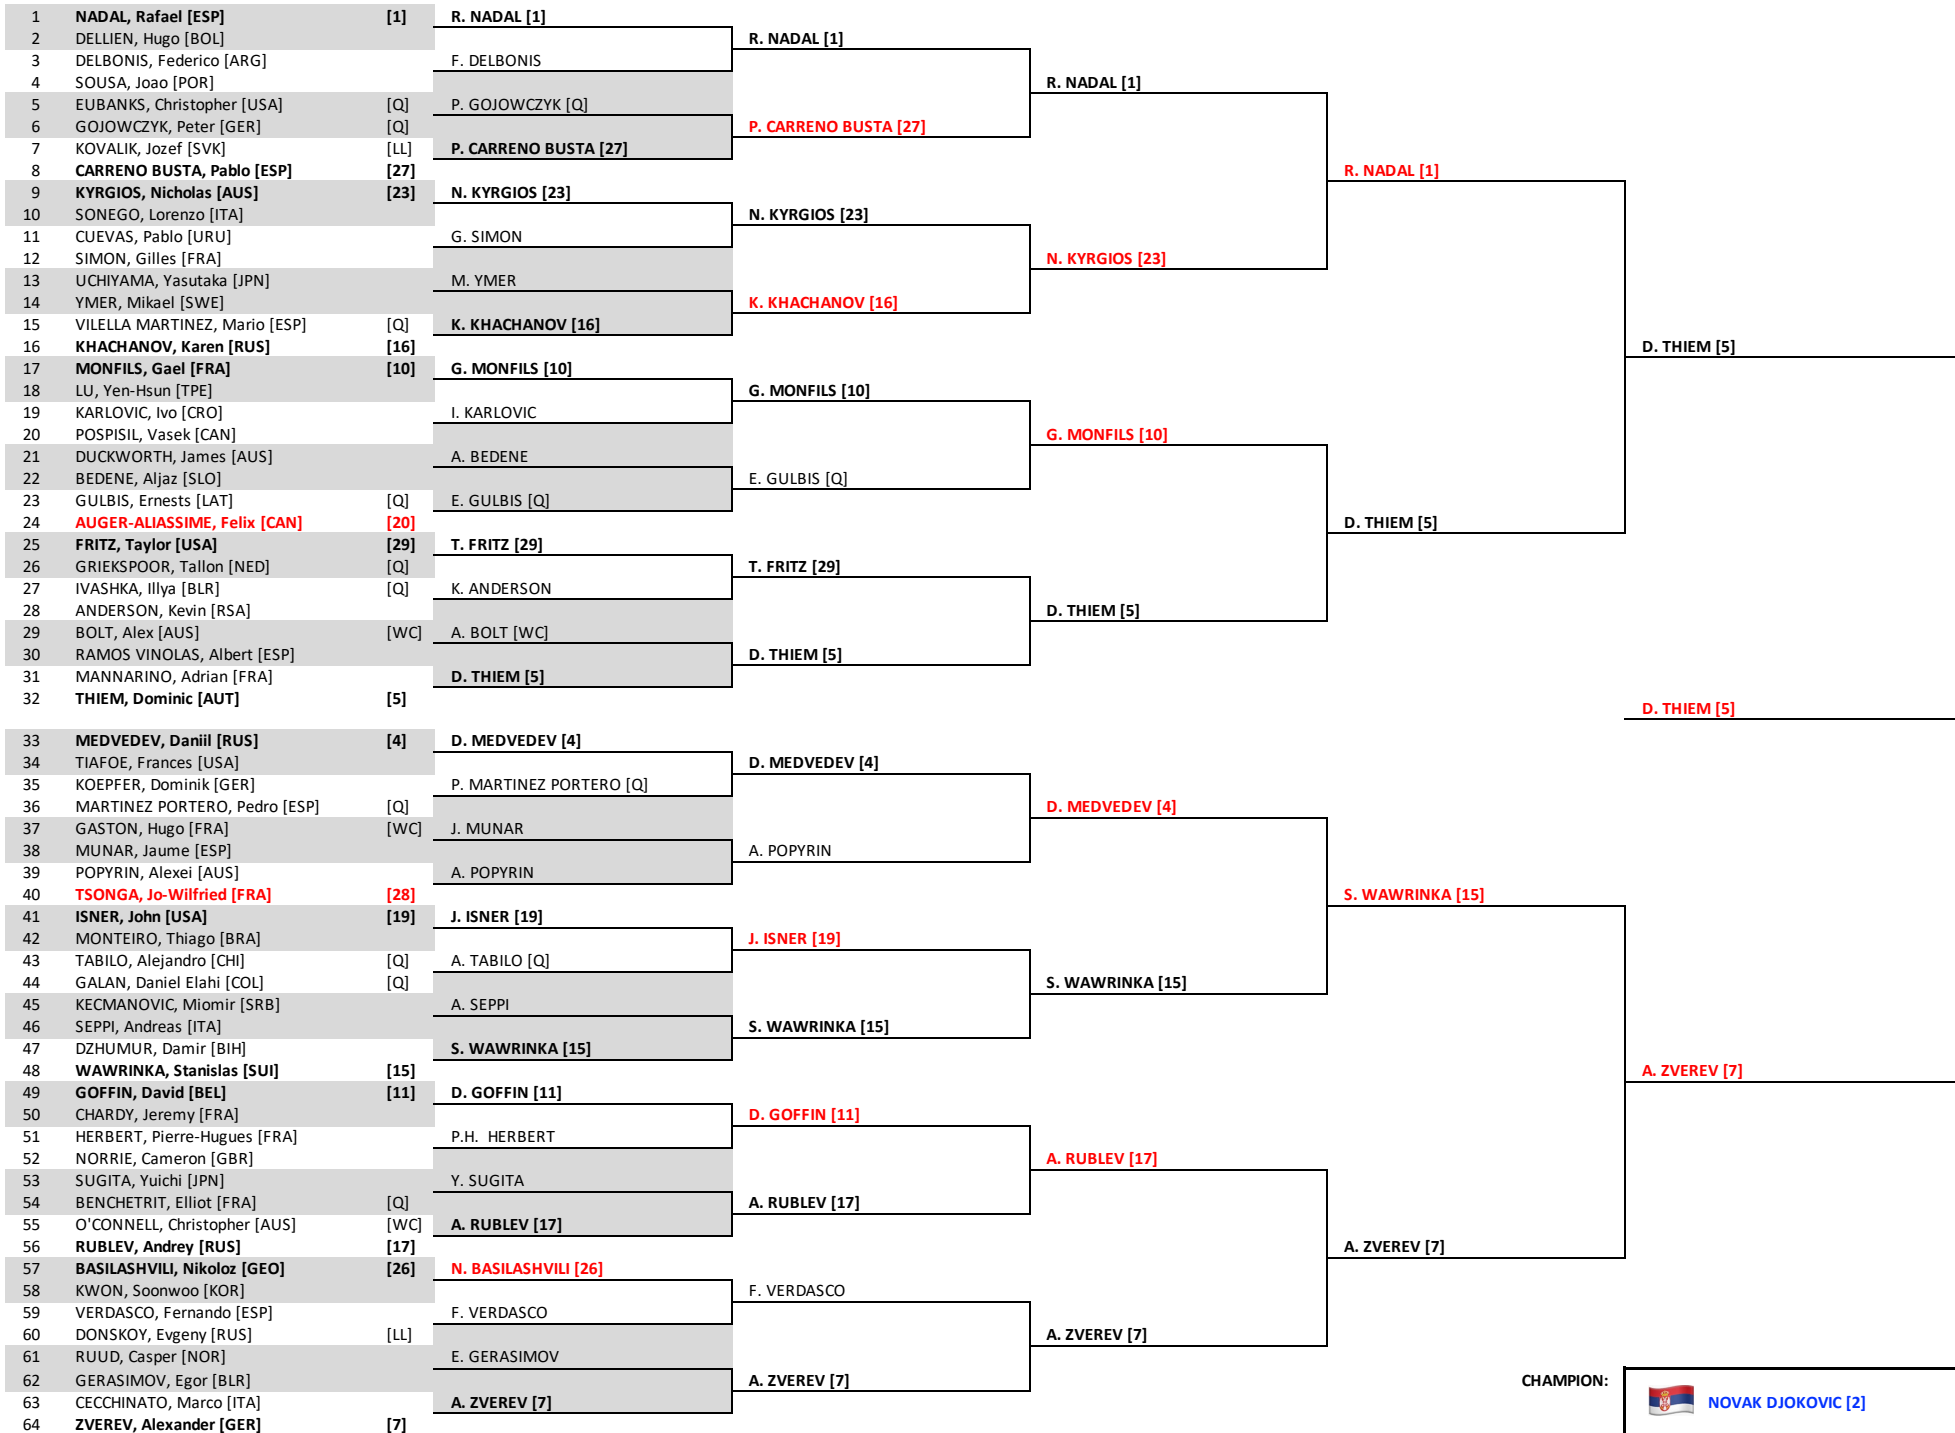 1 NADAL, Rafael [ESP] [1]
2 DELLIEN, Hugo [BOL]
3 DELBONIS, Federico [ARG]
4 SOUSA, Joao [POR]
5 EUBANKS, Christopher [USA] [Q]
6 GOJOWCZYK, Peter [GER] [Q]
7 KOVALIK, Jozef [SVK] [LL]
8 CARRENO BUSTA, Pablo [ESP] [27]
9 KYRGIOS, Nicholas [AUS] [23]
10 SONEGO, Lorenzo [ITA]
11 CUEVAS, Pablo [URU]
12 SIMON, Gilles [FRA]
13 UCHIYAMA, Yasutaka [JPN]
14 YMER, Mikael [SWE]
15 VILELLA MARTINEZ, Mario [ESP] [Q]
16 KHACHANOV, Karen [RUS] [16]
17 MONFILS, Gael [FRA] [10]
18 LU, Yen-Hsun [TPE]
19 KARLOVIC, Ivo [CRO]
20 POSPISIL, Vasek [CAN]
21 DUCKWORTH, James [AUS]
22 BEDENE, Aljaz [SLO]
23 GULBIS, Ernests [LAT] [Q]
24 AUGER-ALIASSIME, Felix [CAN] [20]
25 FRITZ, Taylor [USA] [29]
26 GRIEKSPOOR, Tallon [NED] [Q]
27 IVASHKA, Illya [BLR] [Q]
28 ANDERSON, Kevin [RSA]
29 BOLT, Alex [AUS] [WC]
30 RAMOS VINOLAS, Albert [ESP]
31 MANNARINO, Adrian [FRA]
32 THIEM, Dominic [AUT] [5]
33 MEDVEDEV, Daniil [RUS] [4]
34 TIAFOE, Frances [USA]
35 KOEPFER, Dominik [GER]
36 MARTINEZ PORTERO, Pedro [ESP] [Q]
37 GASTON, Hugo [FRA] [WC]
38 MUNAR, Jaume [ESP]
39 POPYRIN, Alexei [AUS]
40 TSONGA, Jo-Wilfried [FRA] [28]
41 ISNER, John [USA] [19]
42 MONTEIRO, Thiago [BRA]
43 TABILO, Alejandro [CHI] [Q]
44 GALAN, Daniel Elahi [COL] [Q]
45 KECMANOVIC, Miomir [SRB]
46 SEPPI, Andreas [ITA]
47 DZHUMUR, Damir [BIH]
48 WAWRINKA, Stanislas [SUI] [15]
49 GOFFIN, David [BEL] [11]
50 CHARDY, Jeremy [FRA]
51 HERBERT, Pierre-Hugues [FRA]
52 NORRIE, Cameron [GBR]
53 SUGITA, Yuichi [JPN]
54 BENCHETRIT, Elliot [FRA] [Q]
55 O'CONNELL, Christopher [AUS] [WC]
56 RUBLEV, Andrey [RUS] [17]
57 BASILASHVILI, Nikoloz [GEO] [26]
58 KWON, Soonwoo [KOR]
59 VERDASCO, Fernando [ESP]
60 DONSKOY, Evgeny [RUS] [LL]
61 RUUD, Casper [NOR]
62 GERASIMOV, Egor [BLR]
63 CECCHINATO, Marco [ITA]
64 ZVEREV, Alexander [GER] [7]
R. NADAL [1]
F. DELBONIS
P. GOJOWCZYK [Q]
P. CARRENO BUSTA [27]
N. KYRGIOS [23]
G. SIMON
M. YMER
K. KHACHANOV [16]
G. MONFILS [10]
I. KARLOVIC
A. BEDENE
E. GULBIS [Q]
T. FRITZ [29]
K. ANDERSON
A. BOLT [WC]
D. THIEM [5]
D. MEDVEDEV [4]
P. MARTINEZ PORTERO [Q]
J. MUNAR
A. POPYRIN
J. ISNER [19]
A. TABILO [Q]
A. SEPPI
S. WAWRINKA [15]
D. GOFFIN [11]
P.H. HERBERT
Y. SUGITA
A. RUBLEV [17]
N. BASILASHVILI [26]
F. VERDASCO
E. GERASIMOV
A. ZVEREV [7]
R. NADAL [1]
P. CARRENO BUSTA [27]
N. KYRGIOS [23]
K. KHACHANOV [16]
G. MONFILS [10]
E. GULBIS [Q]
T. FRITZ [29]
D. THIEM [5]
D. MEDVEDEV [4]
A. POPYRIN
J. ISNER [19]
S. WAWRINKA [15]
D. GOFFIN [11]
A. RUBLEV [17]
F. VERDASCO
A. ZVEREV [7]
R. NADAL [1]
N. KYRGIOS [23]
G. MONFILS [10]
D. THIEM [5]
D. MEDVEDEV [4]
S. WAWRINKA [15]
A. RUBLEV [17]
A. ZVEREV [7]
R. NADAL [1]
D. THIEM [5]
S. WAWRINKA [15]
A. ZVEREV [7]
D. THIEM [5]
D. THIEM [5]
A. ZVEREV [7]
CHAMPION:
NOVAK DJOKOVIC [2]